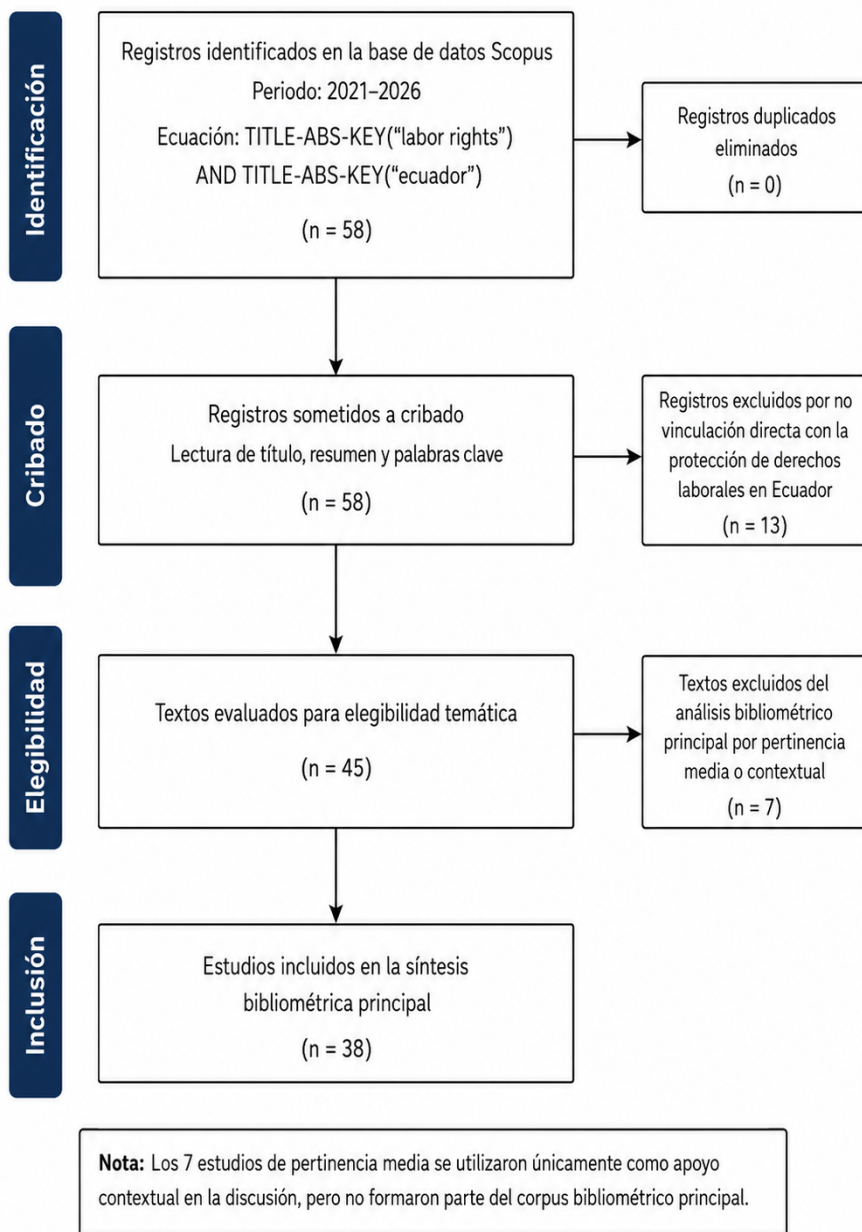 Identificación
Registros identificados en la base de datos Scopus
Periodo: 2021–2026
Ecuación: TITLE-ABS-KEY(“labor rights”)
AND TITLE-ABS-KEY(“ecuador”)
(n = 58)
Registros duplicados
eliminados
(n = 0)
Cribado
Registros sometidos a cribado
Lectura de título, resumen y palabras clave
(n = 58)
Registros excluidos por no
vinculación directa con la
protección de derechos
laborales en Ecuador
(n = 13)
Elegibilidad
Textos evaluados para elegibilidad temática
(n = 45)
Textos excluidos del
análisis bibliométrico
principal por pertinencia
media o contextual
(n = 7)
Inclusión
Estudios incluidos en la síntesis
bibliométrica principal
(n = 38)
Nota: Los 7 estudios de pertinencia media se utilizaron únicamente como apoyo
contextual en la discusión, pero no formaron parte del corpus bibliométrico principal.